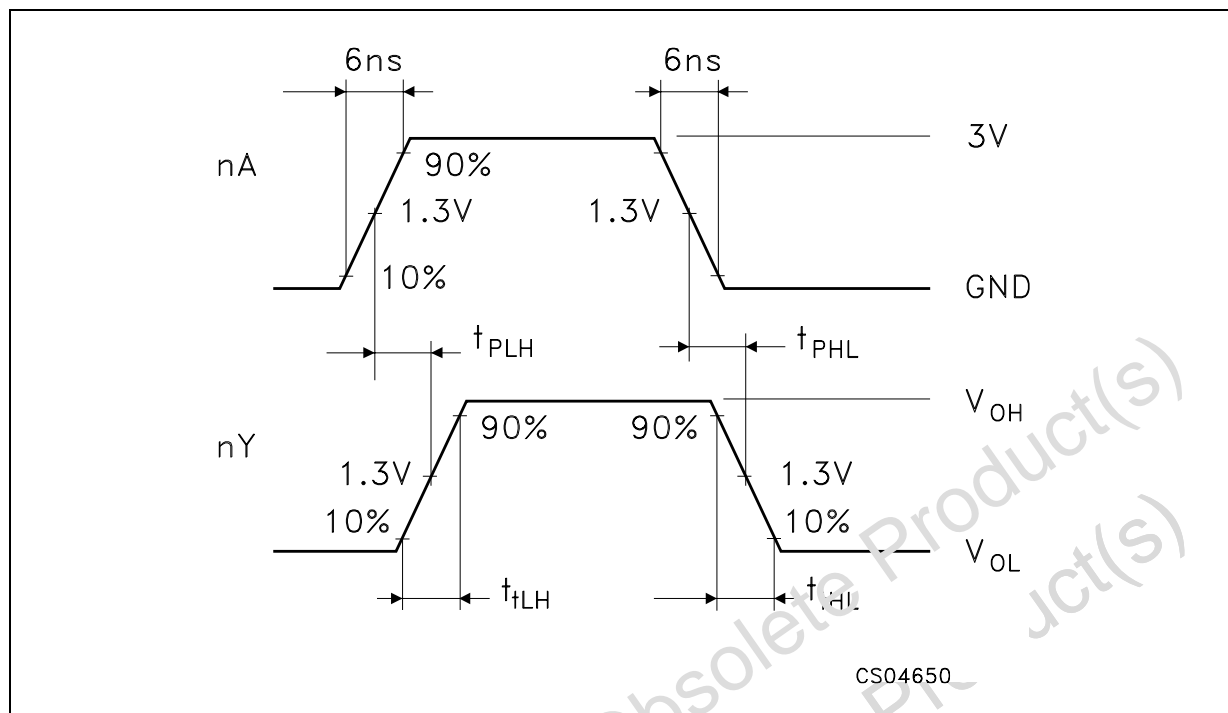 6ns 6ns
3V
nA
90%
1.3V 1.3V
10%
GND
tPLH tPHL
VOH
90% 90%
nY
1.3V 1.3V
10% 10%
VOL
ttLH
CS04650
Obsolete Product(s)